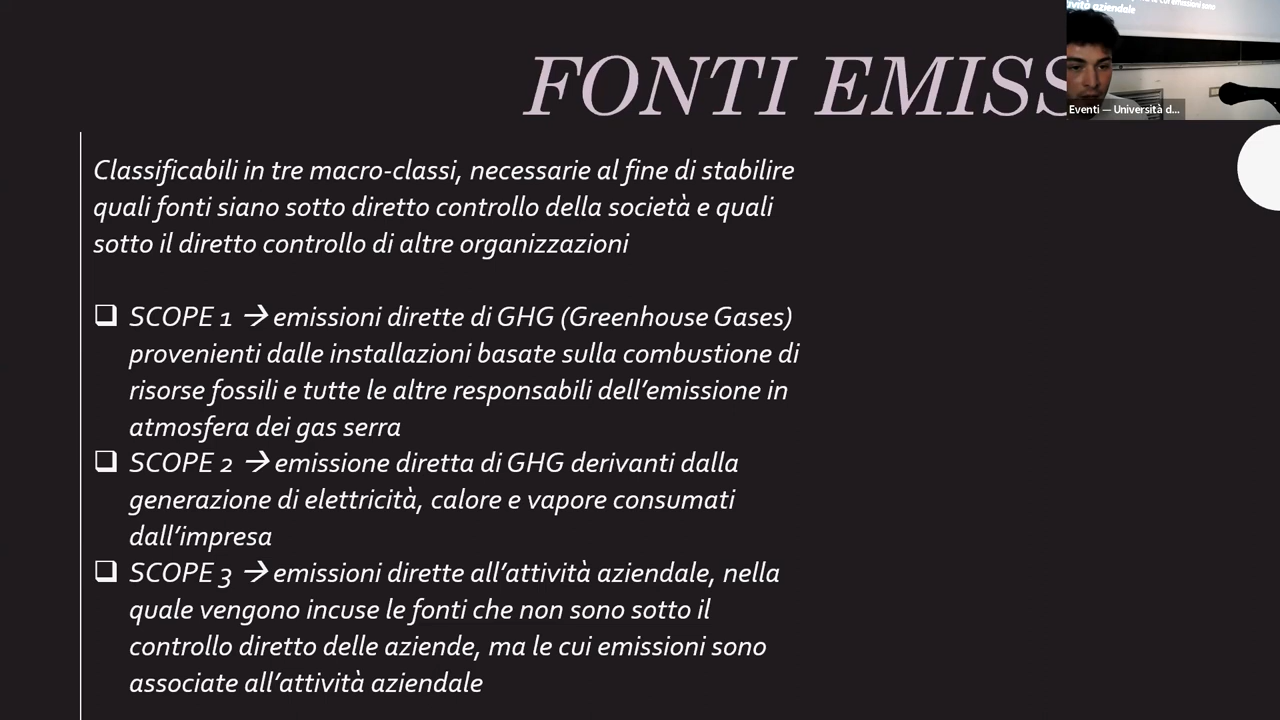 FONTI EMISS
Classificabili in tre macro-classi, necessarie al fine di stabilire
quali fonti siano sotto diretto controllo della società e quali
sotto il diretto controllo di altre organizzazioni
❑ SCOPE 1 → emissioni dirette di GHG (Greenhouse Gases)
provenienti dalle installazioni basate sulla combustione di
risorse fossili e tutte le altre responsabili dell’emissione in
atmosfera dei gas serra
❑ SCOPE 2 → emissione diretta di GHG derivanti dalla
generazione di elettricità, calore e vapore consumati
dall’impresa
❑ SCOPE 3 → emissioni dirette all’attività aziendale, nella
quale vengono incuse le fonti che non sono sotto il
controllo diretto delle aziende, ma le cui emissioni sono
associate all’attività aziendale
le cui emissioni sono
aziendale
Eventi — Università d...